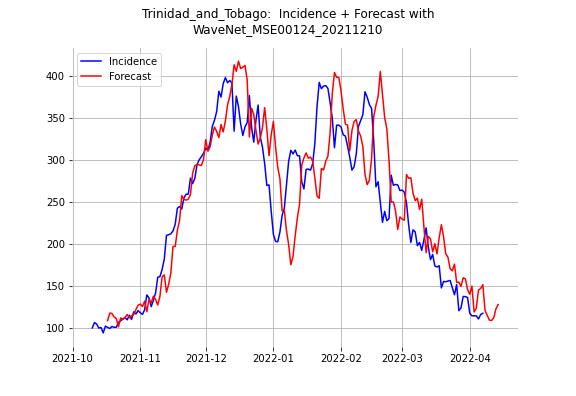 Trinidad_and_Tobago:  Incidence + Forecast with
WaveNet_MSE00124_20211210
Incidence
Forecast
400
350
300
250
200
150
100
2021-10 2021-11 2021-12 2022-01 2022-02 2022-03 2022-04